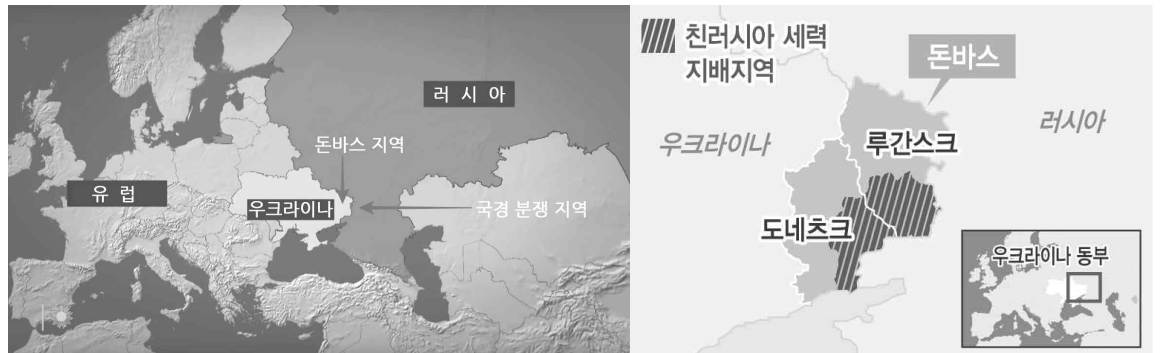 러 시 아
돈바스 지역
유 럽
우크라이나
국경 분쟁 지역
친러시아 세력
지배지역
돈바스
우크라이나
러시아
루간스크
도네츠크
우크라이나 동부